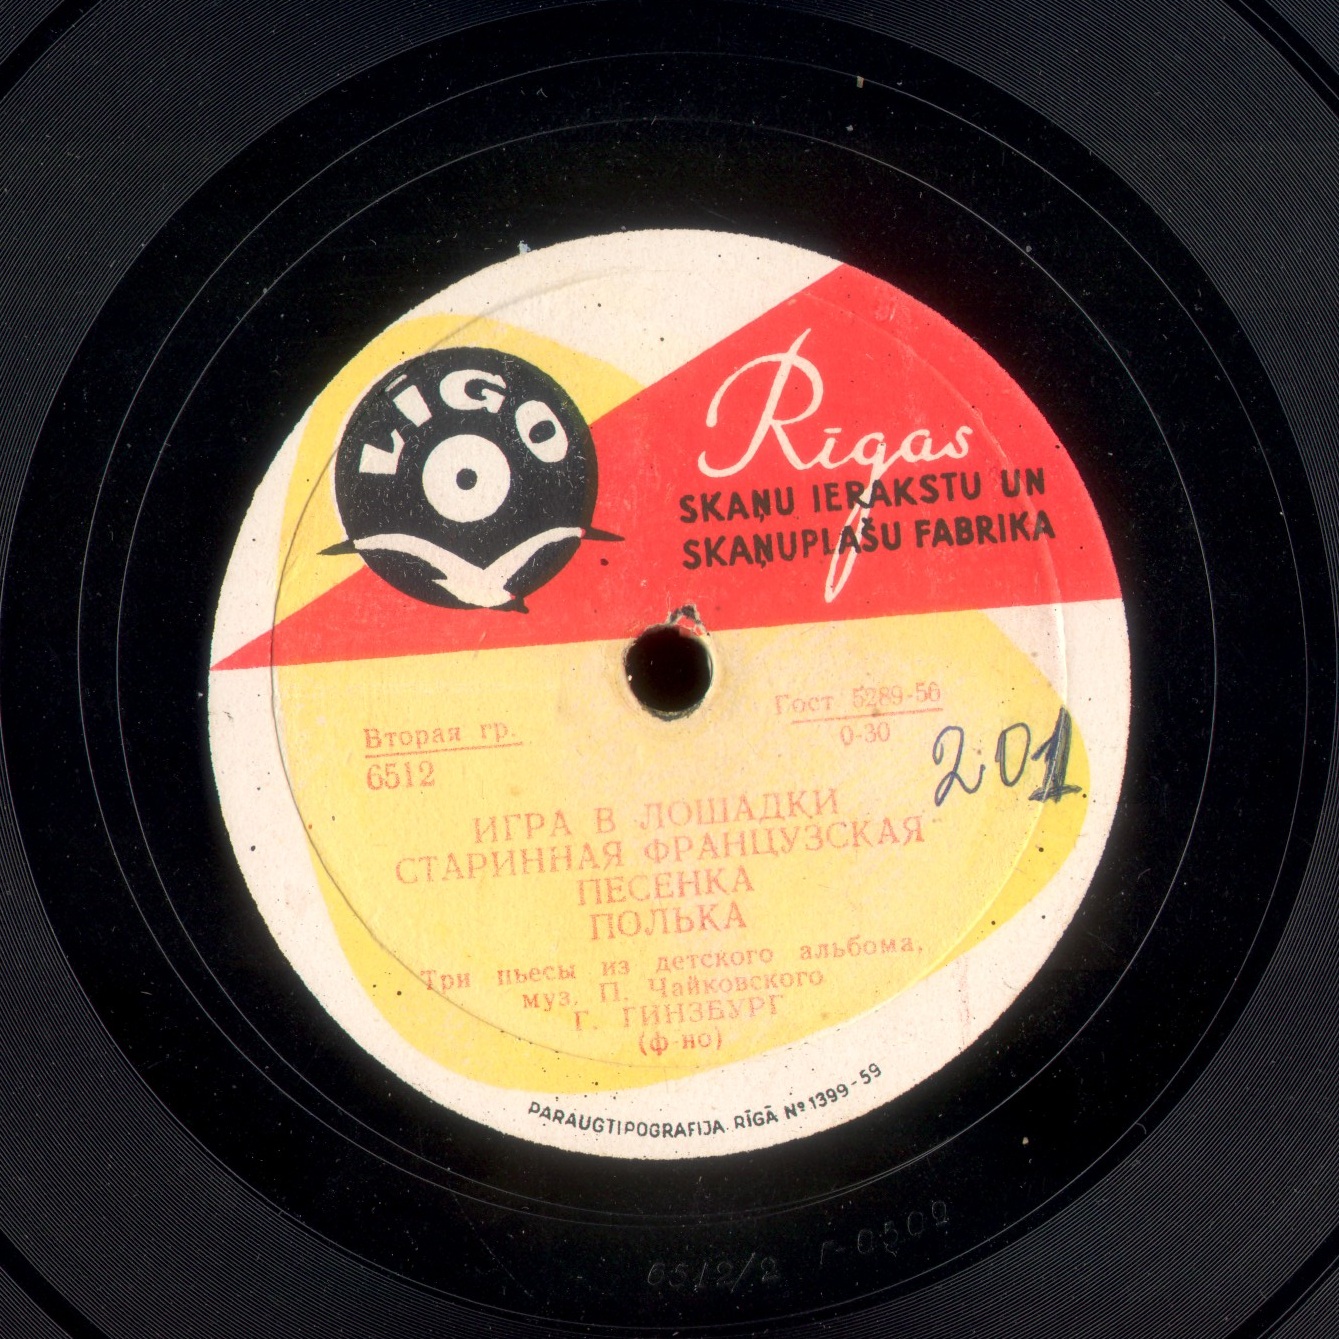 LĪGO
Rīgas
SKAŅU IERAKSTU UN
SKAŅUPLAŠU FABRIKA
Вторая гр.
6512
Гост 5289-56
0-30
201
ИГРА В ЛОШАДКИ
СТАРИННАЯ ФРАНЦУЗСКАЯ
ПЕСЕНКА
ПОЛЬКА
Три пьесы из детского альбома,
муз. П. Чайковского
Г. ГИНЗБУРГ
(ф-но)
PARAUGTIPOGRAFIJA. RĪGĀ Nº 1399-59
6512/2